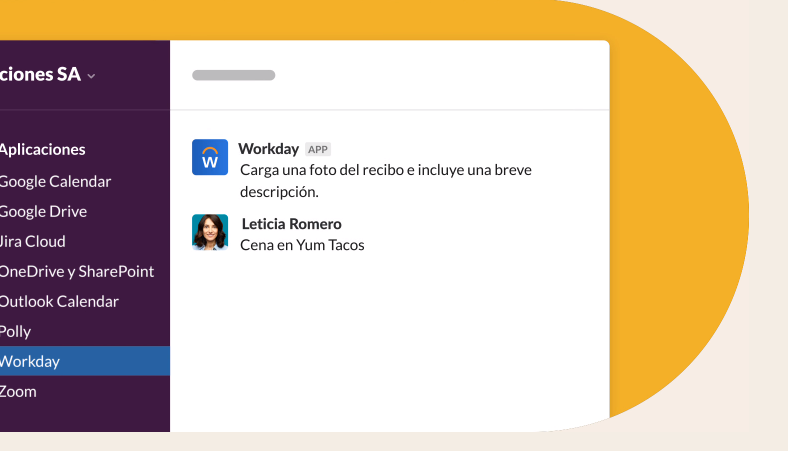 ciones SA
Aplicaciones
Google Calendar
Google Drive
Jira Cloud
OneDrive y SharePoint
Outlook Calendar
Polly
Workday
Zoom
W
Workday APP
Carga una foto del recibo e incluye una breve
descripción.
Leticia Romero
Cena en Yum Tacos